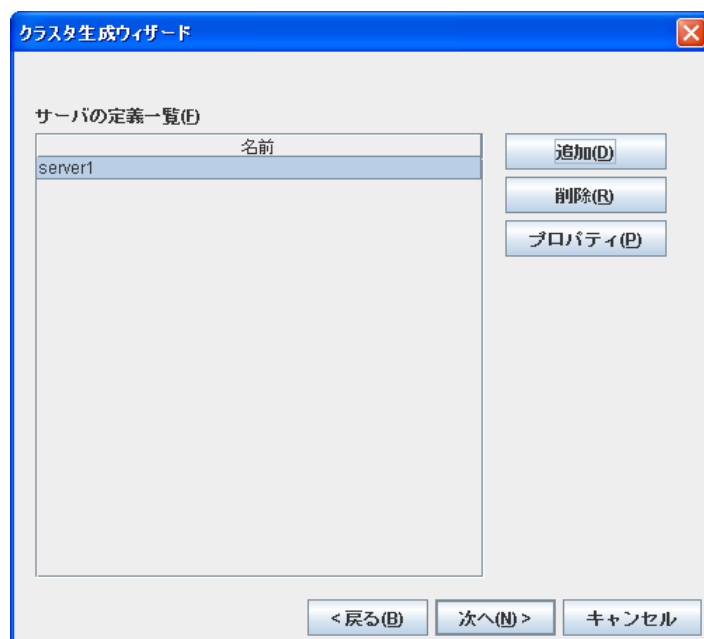 クラスタ生成ウィザード
サーバの定義一覧(F)
名前
server1
追加(D)
削除(R)
プロパティ(P)
<戻る(B)
次へ(N)>
キャンセル